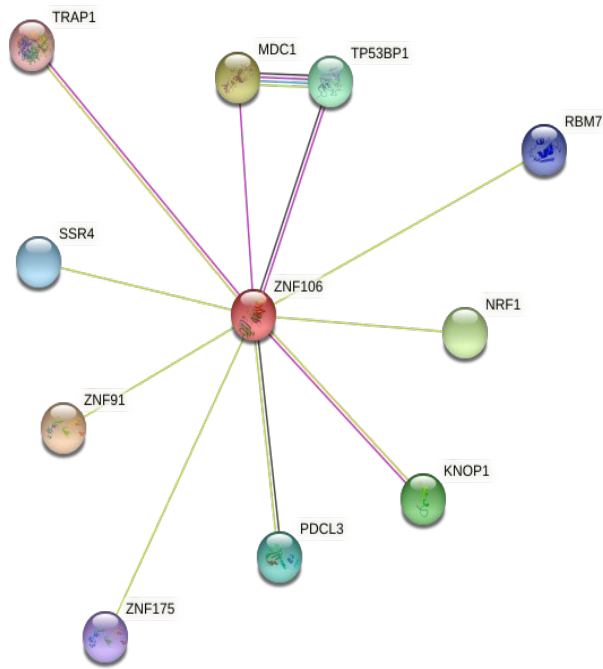 TRAP1
MDC1
TP53BP1
RBM7
SSR4
ZNF106
NRF1
ZNF91
KNOP1
PDCL3
ZNF175